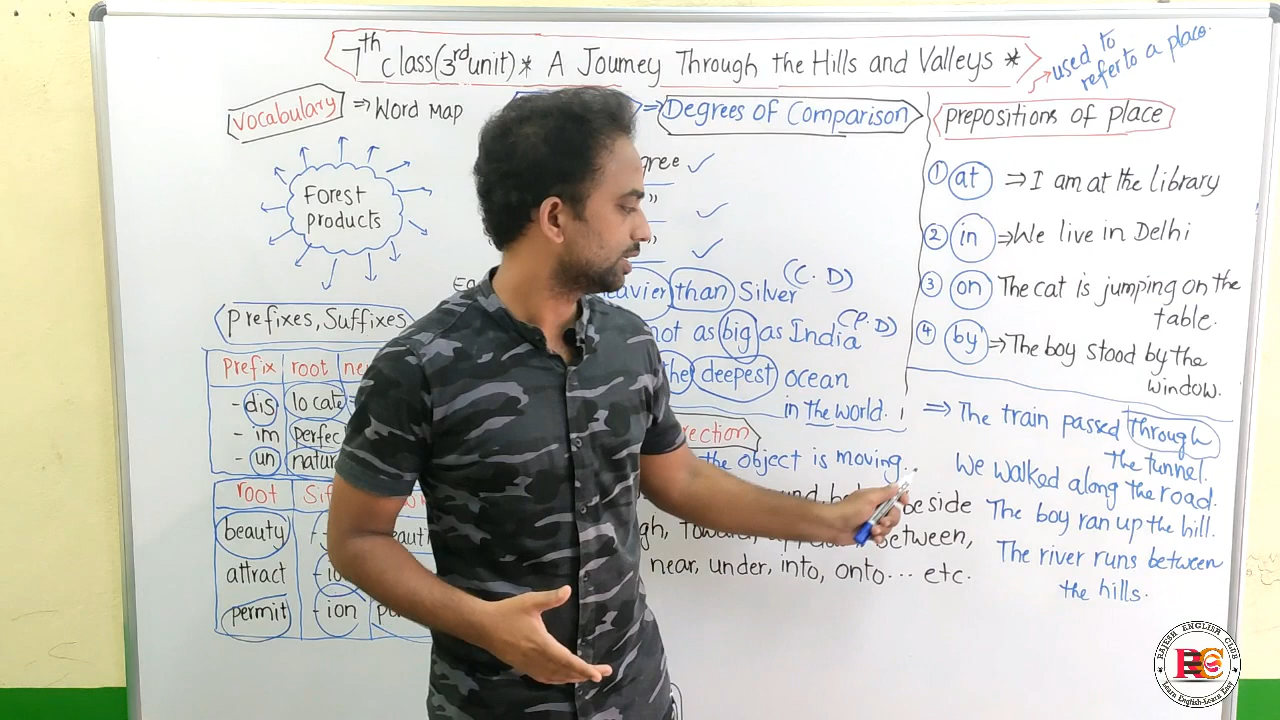 7th class(3rd unit)* A Journey Through the Hills and Valleys *
used to
refer to a place.
Vocabulary ⇒ Word Map
⇒ Degrees of Comparison
prepositions of place
Forest
products
gree ✓
" ✓
" ✓
① at ⇒ I am at the library
② in ⇒ We live in Delhi
③ on The cat is jumping on the
table.
④ by ⇒ The boy stood by the
window.
than Silver (C. D)
not as big as India (P. D)
the deepest ocean
in the world.
prefixes, Suffixes
prefix root
- dis locate
- im perfec
- un natur
root
beauty
attract
permit - ion
rection
the object is moving..
beside
Between,
near, under, into, onto... etc.
⇒ The train passed through
the tunnel.
We walked along the road.
The boy ran up the hill.
The river runs between
the hills.
RAKESH ENGLISH CLUB